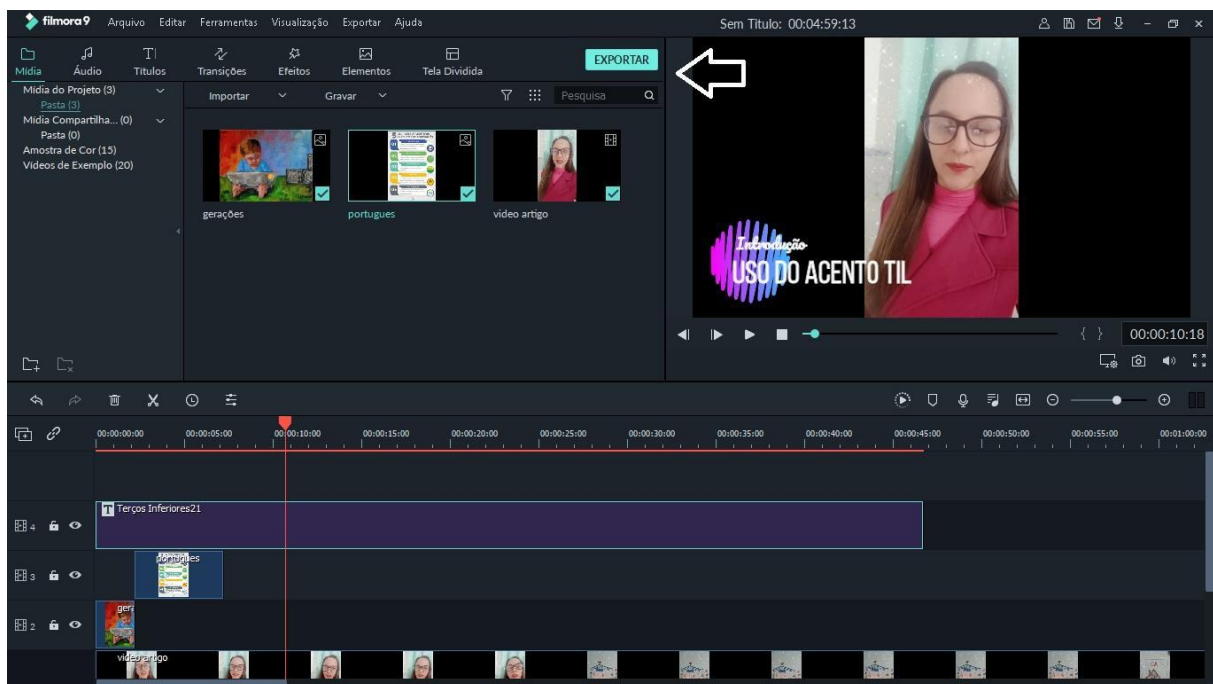 filmora9 Arquivo Editar Ferramentas Visualização Exportar Ajuda
Sem Título: 00:04:59:13
Mídia Áudio Títulos Transições Efeitos Elementos Tela Dividida
EXPORTAR
Mídia do Projeto (3)
Pasta (3)
Mídia Compartilha... (0)
Pasta (0)
Amostra de Cor (15)
Vídeos de Exemplo (20)
Importar Gravar Pesquisa
gerações portugues video artigo
Introdução
USO DO ACENTO TIL
00:00:10:18
00:00:00:00 00:00:05:00 00:00:10:00 00:00:15:00 00:00:20:00 00:00:25:00 00:00:30:00 00:00:35:00 00:00:40:00 00:00:45:00 00:00:50:00 00:00:55:00 00:01:00:00
4 T Terços Inferiores21
3 portugues
2 gera
video artigo